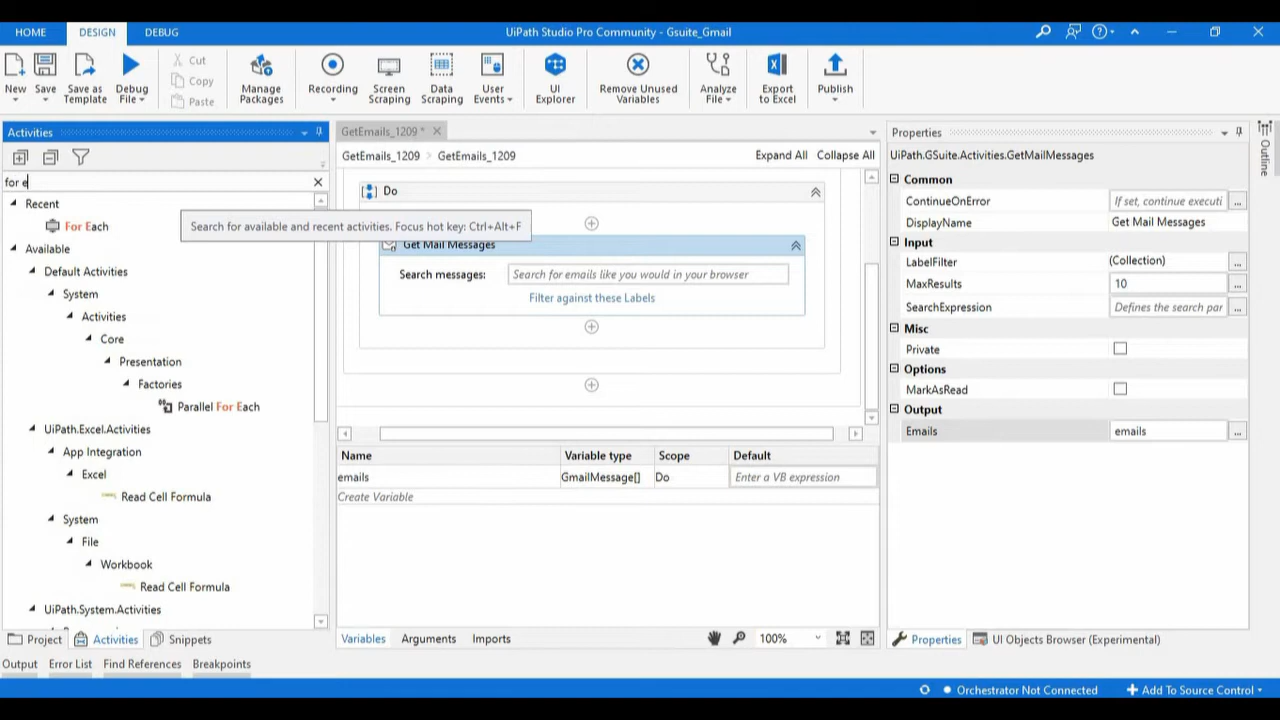 HOME
DESIGN
DEBUG
UiPath Studio Pro Community - Gsuite_Gmail
New
Save
Save as Template
Debug File
Cut
Copy
Paste
Manage Packages
Recording
Screen Scraping
Data Scraping
User Events
UI Explorer
Remove Unused Variables
Analyze File
Export to Excel
Publish
Activities
for e
Search for available and recent activities. Focus hot key: Ctrl+Alt+F
Recent
For Each
Available
Default Activities
System
Activities
Core
Presentation
Factories
Parallel For Each
UiPath.Excel.Activities
App Integration
Excel
Read Cell Formula
System
File
Workbook
Read Cell Formula
UiPath.System.Activities
Project
Activities
Snippets
GetEmails_1209 *
GetEmails_1209 > GetEmails_1209
Expand All
Collapse All
Do
Get Mail Messages
Search messages:
Search for emails like you would in your browser
Filter against these Labels
Name
Variable type
Scope
Default
emails
GmailMessage[]
Do
Enter a VB expression
Create Variable
Variables
Arguments
Imports
100%
Properties
UiPath.GSuite.Activities.GetMailMessages
Common
ContinueOnError
If set, continue executi
...
DisplayName
Get Mail Messages
Input
LabelFilter
(Collection)
...
MaxResults
10
...
SearchExpression
Defines the search par
...
Misc
Private
Options
MarkAsRead
Output
Emails
emails
...
Properties
UI Objects Browser (Experimental)
Outline
Output
Error List
Find References
Breakpoints
Orchestrator Not Connected
Add To Source Control